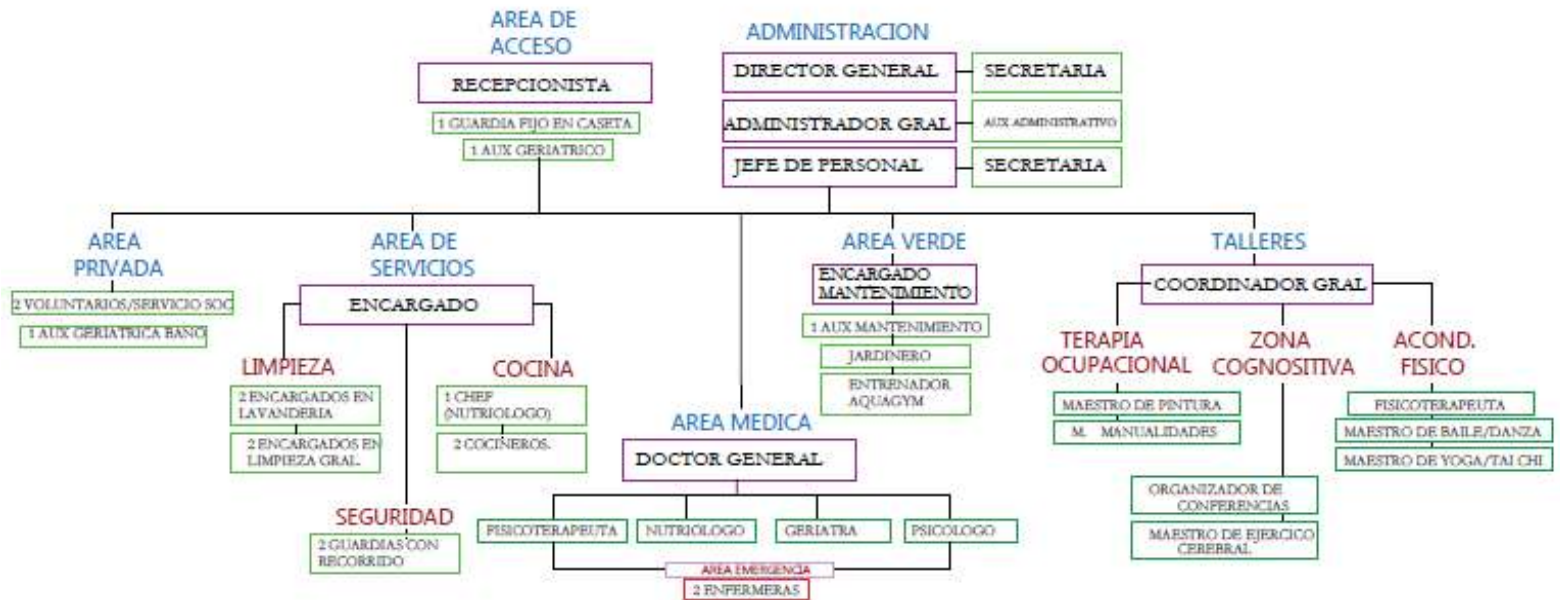 AREA DE
ACCESO
RECEPCIONISTA
1 GUARDIA FIJO EN CASETA
1 AUX GERIATRICO
ADMINISTRACION
DIRECTOR GENERAL
SECRETARIA
ADMINISTRADOR GRAL
AUX ADMINISTRATIVO
JEFE DE PERSONAL
SECRETARIA
AREA
PRIVADA
2 VOLUNTARIOS/SERVICIO SOC
1 AUX GERIATRICA BANO
AREA DE
SERVICIOS
ENCARGADO
LIMPIEZA
2 ENCARGADOS EN
LAVANDERIA
2 ENCARGADOS EN
LIMPIEZA GRAL.
COCINA
1 CHEF
(NUTRIOLOGO)
2 COCINEROS.
SEGURIDAD
2 GUARDIAS CON
RECORRIDO
AREA MEDICA
DOCTOR GENERAL
FISICOTERAPEUTA
NUTRIOLOGO
GERIATRA
PSICOLOGO
AREA EMERGENCIA
2 ENFERMERAS
AREA VERDE
ENCARGADO
MANTENIMIENTO
1 AUX MANTENIMIENTO
JARDINERO
ENTRENADOR
AQUAGYM
TALLERES
COORDINADOR GRAL
TERAPIA
OCUPACIONAL
MAESTRO DE PINTURA
M. MANUALIDADES
ZONA
COGNOSITIVA
ORGANIZADOR DE
CONFERENCIAS
MAESTRO DE EJERCICO
CEREBRAL
ACOND.
FISICO
FISICOTERAPEUTA
MAESTRO DE BAILE/DANZA
MAESTRO DE YOGA/TAI CHI